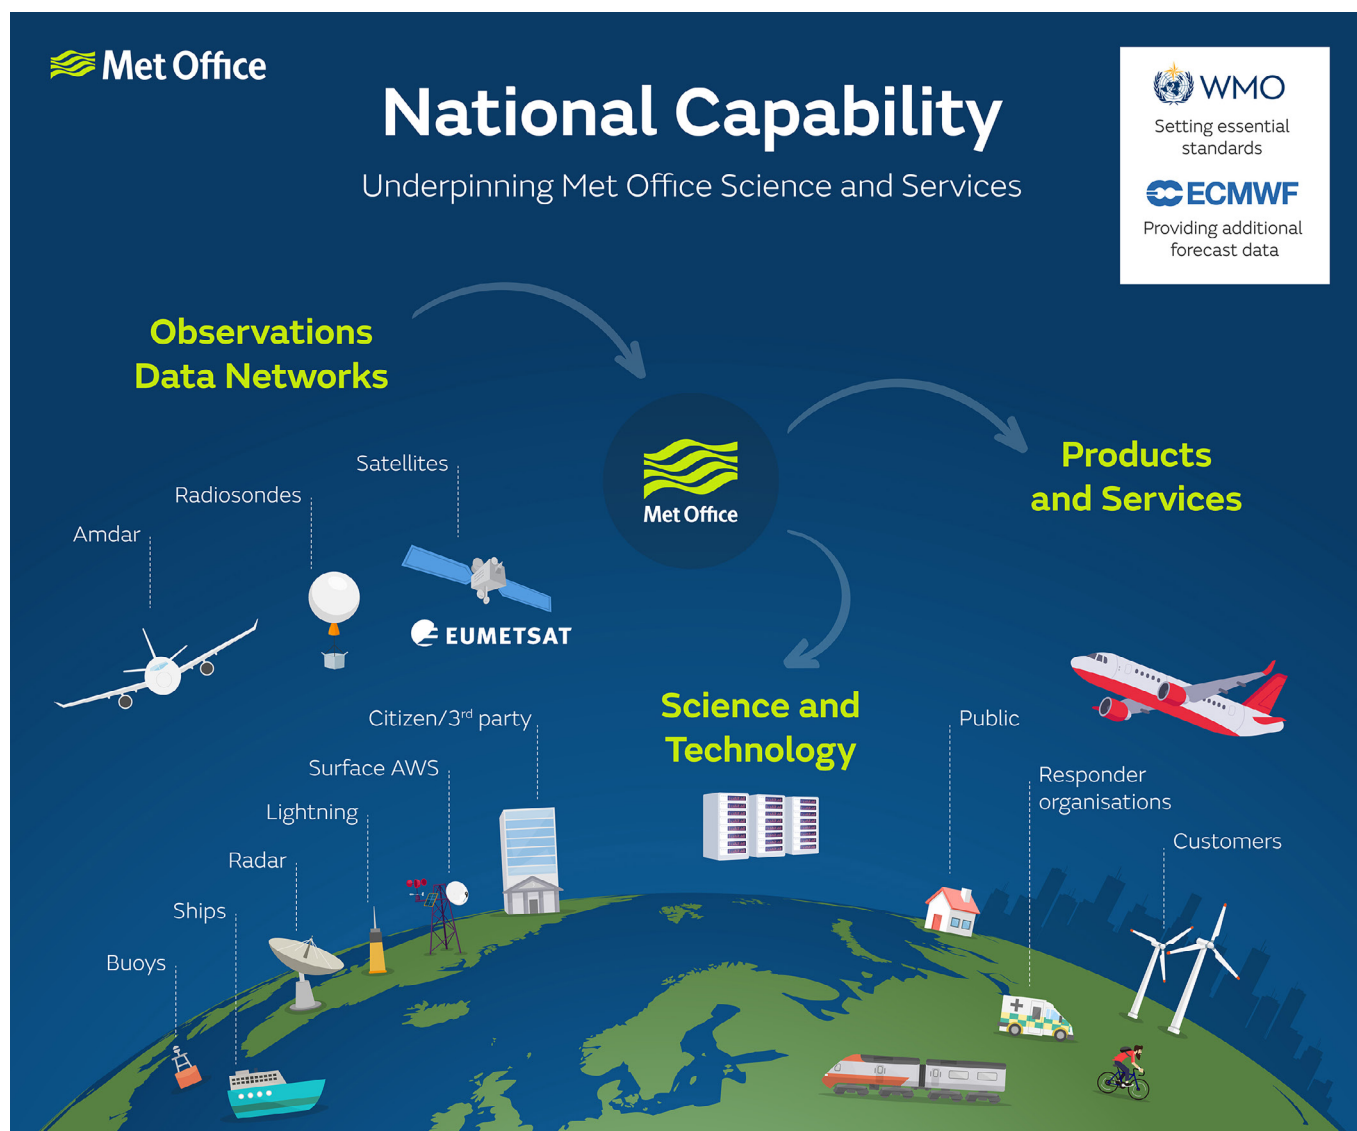 Met Office
National Capability
Underpinning Met Office Science and Services
WMO
Setting essential
standards
ECMWF
Providing additional
forecast data
Observations
Data Networks
Met Office
Products
and Services
Satellites
Radiosondes
Amdar
EUMETSAT
Science and
Technology
Citizen/3rd party
Surface AWS
Lightning
Radar
Ships
Buoys
Public
Responder
organisations
Customers